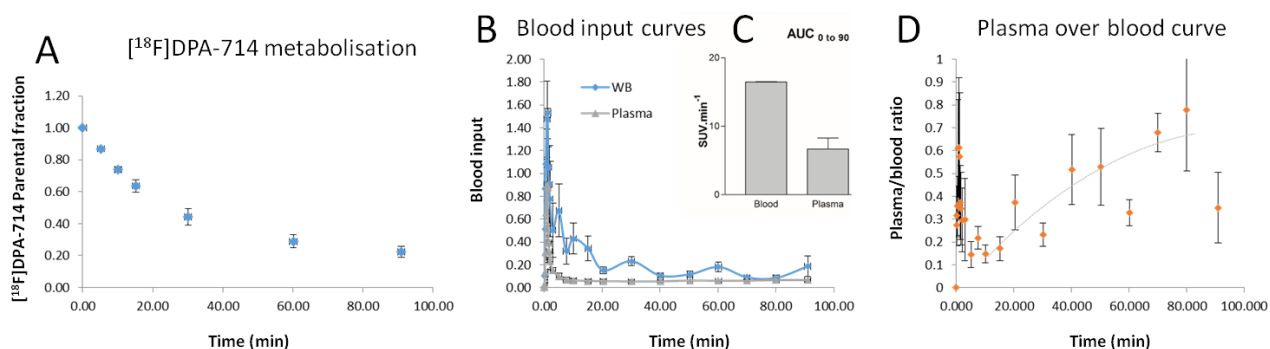 A
[¹⁸F]DPA-714 metabolisation
[¹⁸F]DPA-714 Parental fraction
1.00
0.80
0.60
0.40
0.20
0.00
0.00 20.00 40.00 60.00 80.00 100.00
Time (min)
B
Blood input curves
Blood input
2.00
1.80
1.60
1.40
1.20
1.00
0.80
0.60
0.40
0.20
0.00
WB
Plasma
0.00 20.00 40.00 60.00 80.00 100.00
Time (min)
C
AUC 0 to 90
SUV.min⁻¹
20
10
0
Blood Plasma
D
Plasma over blood curve
Plasma/blood ratio
1
0.9
0.8
0.7
0.6
0.5
0.4
0.3
0.2
0.1
0
0.000 20.000 40.000 60.000 80.000 100.000
Time (min)